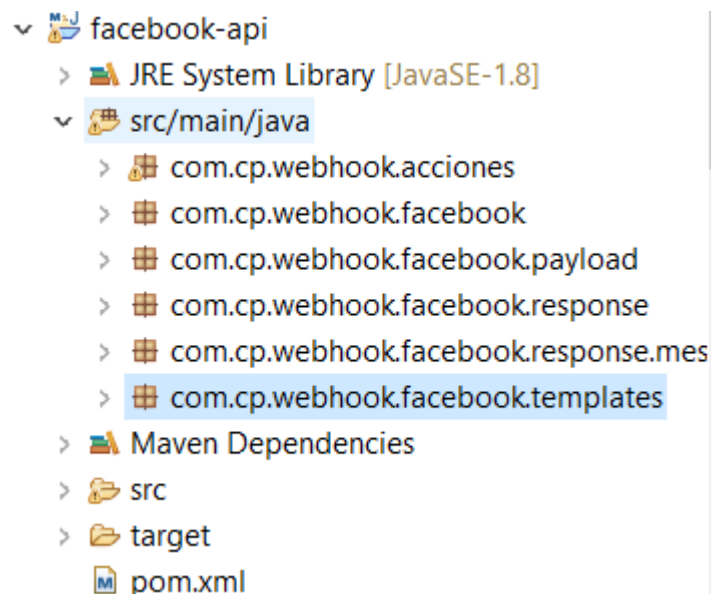 facebook-api
JRE System Library [JavaSE-1.8]
src/main/java
com.cp.webhook.acciones
com.cp.webhook.facebook
com.cp.webhook.facebook.payload
com.cp.webhook.facebook.response
com.cp.webhook.facebook.response.mes
com.cp.webhook.facebook.templates
Maven Dependencies
src
target
pom.xml